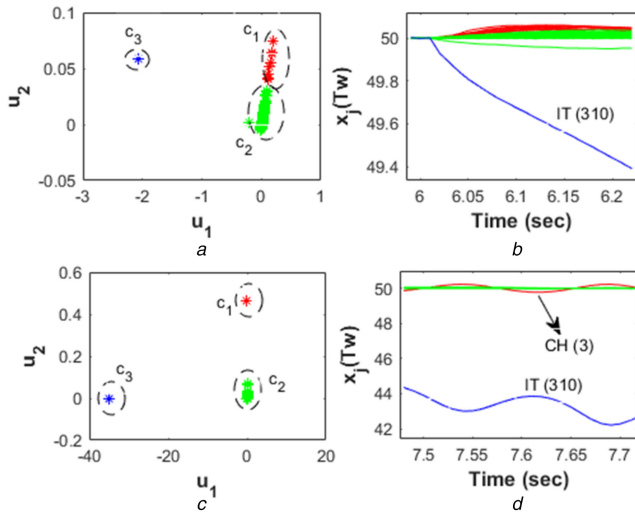 0.1
0.05
0
-0.05
u2
c3
c1
c2
-3 -2 -1 0 1
u1
a
50
49.8
49.6
49.4
xj(Tw)
IT (310)
6 6.05 6.1 6.15 6.2
Time (sec)
b
0.6
0.4
0.2
0
-0.2
u2
c1
c3
c2
-40 -20 0 20
u1
c
50
48
46
44
42
xj(Tw)
CH (3)
IT (310)
7.5 7.55 7.6 7.65 7.7
Time (sec)
d